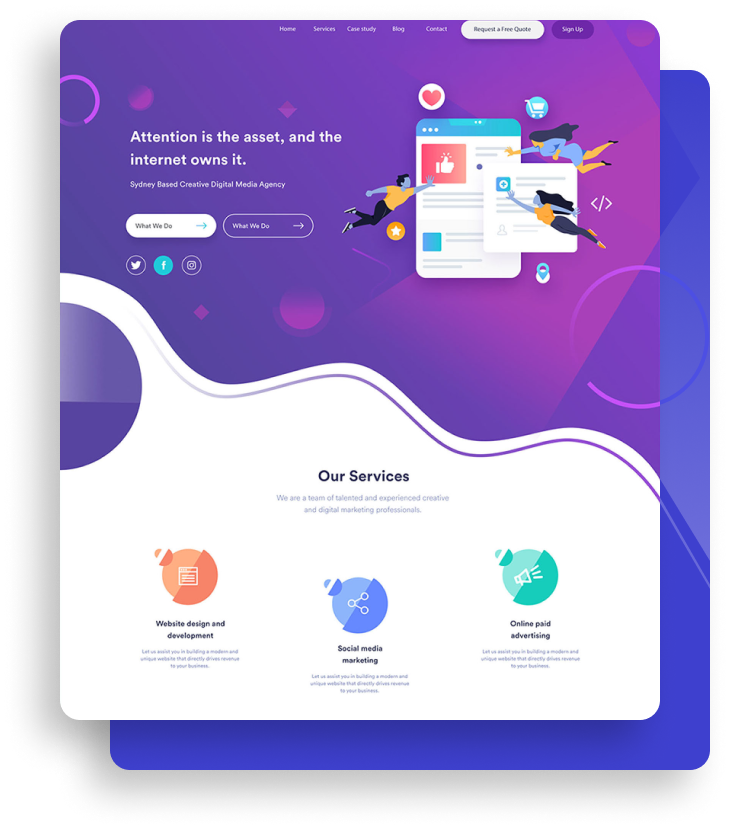 Home Services Case study Blog Contact Request a Free Quote Sign Up
Attention is the asset, and the
internet owns it.
Sydney Based Creative Digital Media Agency
What We Do What We Do
Our Services
We are a team of talented and experienced creative
and digital marketing professionals.
Website design and
development
Let us assist you in building a modern and
unique website that directly drives revenue
to your business.
Social media
marketing
Let us assist you in building a modern and
unique website that directly drives revenue
to your business.
Online paid
advertising
Let us assist you in building a modern and
unique website that directly drives revenue
to your business.